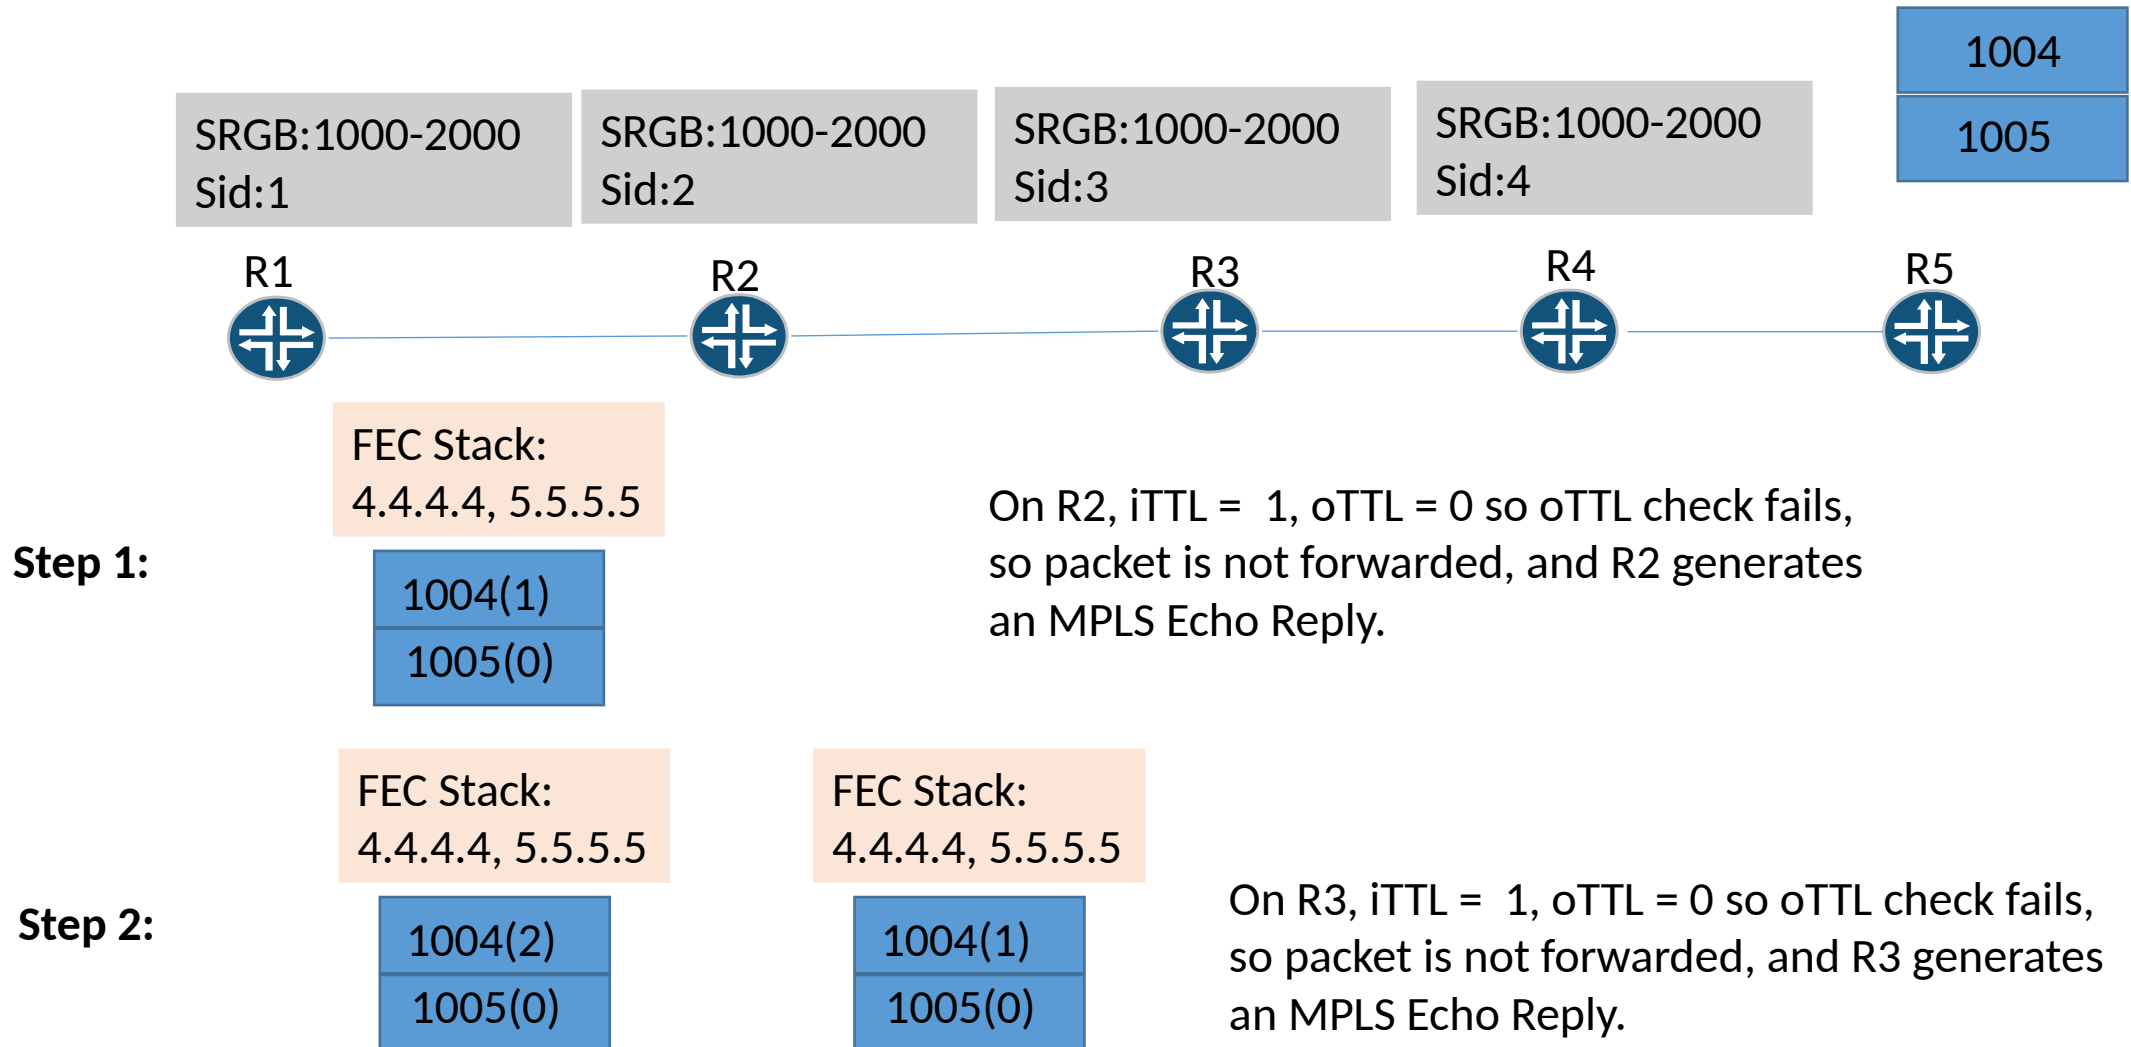 1004
1005
SRGB:1000-2000
Sid:1
SRGB:1000-2000
Sid:2
SRGB:1000-2000
Sid:3
SRGB:1000-2000
Sid:4
R1
R2
R3
R4
R5
FEC Stack:
4.4.4.4, 5.5.5.5
Step 1:
1004(1)
1005(0)
On R2, iTTL = 1, oTTL = 0 so oTTL check fails,
so packet is not forwarded, and R2 generates
an MPLS Echo Reply.
FEC Stack:
4.4.4.4, 5.5.5.5
FEC Stack:
4.4.4.4, 5.5.5.5
Step 2:
1004(2)
1005(0)
1004(1)
1005(0)
On R3, iTTL = 1, oTTL = 0 so oTTL check fails,
so packet is not forwarded, and R3 generates
an MPLS Echo Reply.